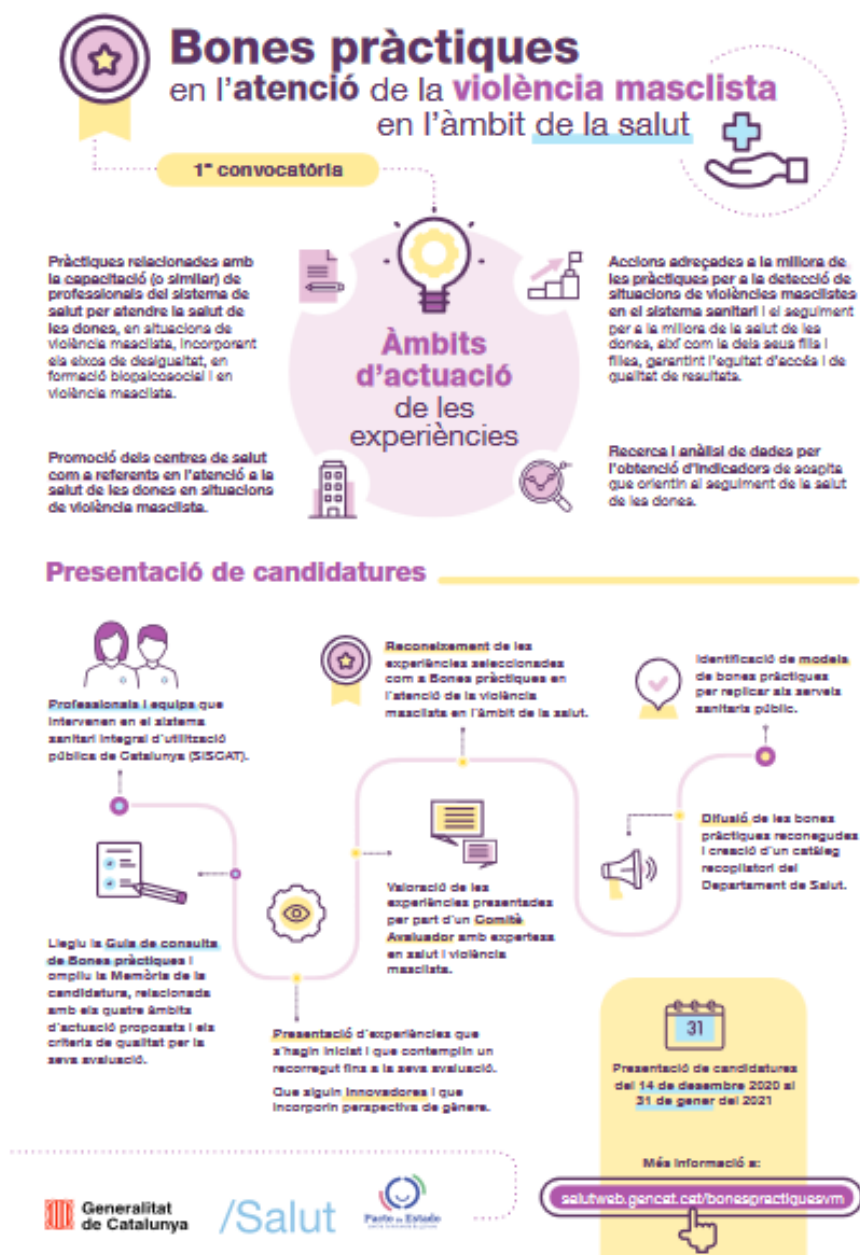 Bones pràctiques
en l'atenció de la violència masclista
en l'àmbit de la salut
1ª convocatòria
Pràctiques relacionades amb
la capacitació (o similar) de
professionals del sistema de
salut per atendre la salut de
les dones, en situacions de
violència masclista, incorporant
els eixos de desigualtat, en
formació biopsicosocial i en
violència masclista.
Accions adreçades a la millora de
les pràctiques per a la detecció de
situacions de violències masclistes
en el sistema sanitari i el seguiment
per a la millora de la salut de les
dones, així com la dels seus fills i
filles, garantint l'equitat d'accés i de
qualitat de resultats.
Àmbits
d'actuació
de les
experiències
Promoció dels centres de salut
com a referents en l'atenció a la
salut de les dones en situacions
de violència masclista.
Recerca i anàlisi de dades per
l'obtenció d'indicadors de sospita
que orientin al seguiment de la salut
de les dones.
Presentació de candidatures
Professionals i equips que
intervenen en el sistema
sanitari integral d'utilització
pública de Catalunya (SISCAT).
Reconeixement de les
experiències seleccionades
com a Bones pràctiques en
l'atenció de la violència
masclista en l'àmbit de la salut.
Identificació de models
de bones pràctiques
per replicar als serveis
sanitaris públic.
Llegiu la Guia de consulta
de Bones pràctiques i
ompliu la Memòria de la
candidatura, relacionada
amb els quatre àmbits
d'actuació proposats i els
criteris de qualitat per la
seva avaluació.
Presentació d'experiències que
s'hagin iniciat i que contemplin un
recorregut fins a la seva avaluació.
Que siguin innovadores i que
incorporin perspectiva de gènere.
Valoració de les
experiències presentades
per part d'un Comitè
Avaluador amb expertesa
en salut i violència
masclista.
Difusió de les bones
pràctiques reconegudes
i creació d'un catàleg
recopilatori del
Departament de Salut.
31
Presentació de candidatures
del 14 de desembre 2020 al
31 de gener del 2021
Més informació a:
salutweb.gencat.cat/bonespractiquesvm
Generalitat
de Catalunya
/Salut
Pacto de Estado